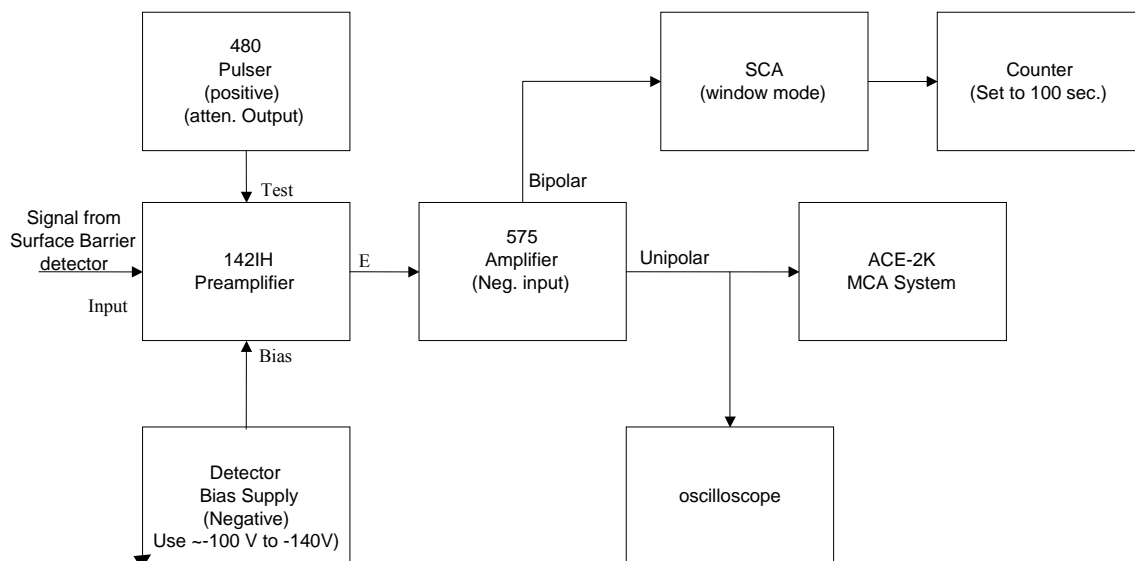 480
Pulser
(positive)
(atten. Output)
SCA
(window mode)
Counter
(Set to 100 sec.)
Test
Bipolar
Signal from
Surface Barrier
detector
Input
142IH
Preamplifier
E
575
Amplifier
(Neg. input)
Unipolar
ACE-2K
MCA System
Bias
Detector
Bias Supply
(Negative)
Use ~-100 V to -140V)
oscilloscope